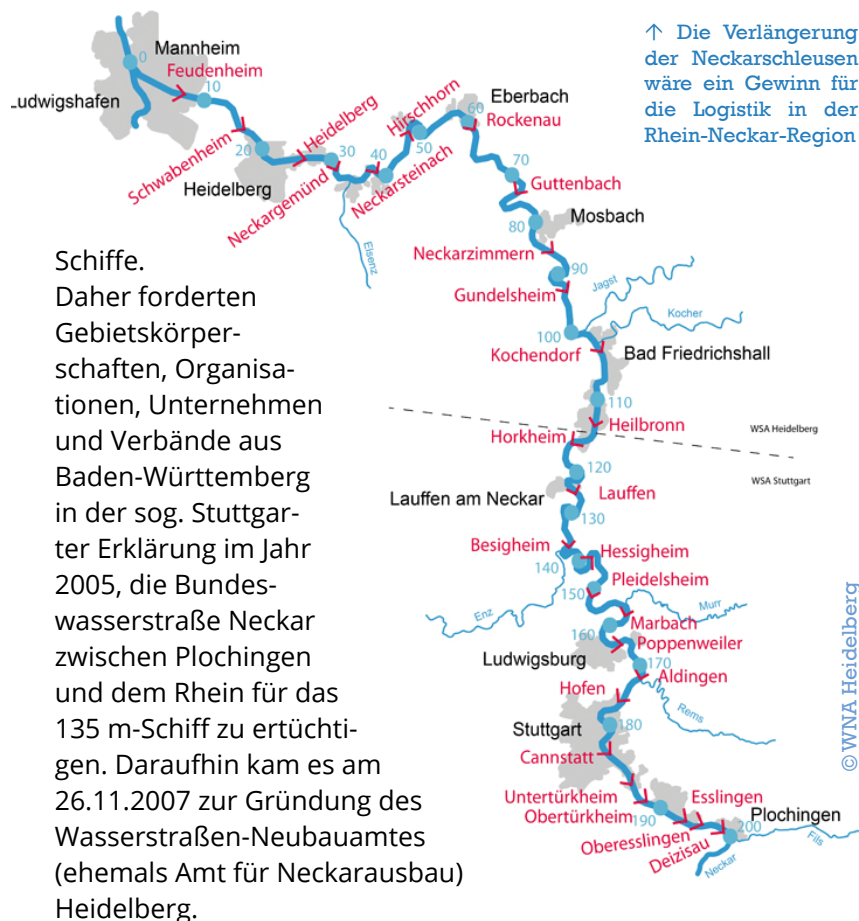 ↑ Die Verlängerung
der Neckarschleusen
wäre ein Gewinn für
die Logistik in der
Rhein-Neckar-Region
Mannheim
0
Feudenheim
10
Ludwigshafen
Schwabenheim
20
Heidelberg
Heidelberg
30
Neckargemünd
40
Neckarsteinach
Hirschhorn
50
Eberbach
60
Rockenau
Elsenz
70
Guttenbach
80
Mosbach
Neckarzimmern
90
Gundelsheim
Jagst
Kocher
100
Kochendorf
Bad Friedrichshall
110
Heilbronn
Horkheim
WSA Heidelberg
WSA Stuttgart
120
Lauffen am Neckar
Lauffen
130
Besigheim
140
Hessigheim
Pleidelsheim
150
Enz
Murr
Marbach
160
Poppenweiler
Ludwigsburg
170
Aldingen
Hofen
Rems
Stuttgart
180
Cannstatt
Untertürkheim
Obertürkheim
190
Esslingen
Oberesslingen
Deizisau
Plochingen
200
Fils
Neckar
© WNA Heidelberg
Schiffe.
Daher forderten
Gebietskörper-
schaften, Organisa-
tionen, Unternehmen
und Verbände aus
Baden-Württemberg
in der sog. Stuttgar-
ter Erklärung im Jahr
2005, die Bundes-
wasserstraße Neckar
zwischen Plochingen
und dem Rhein für das
135 m-Schiff zu ertüchti-
gen. Daraufhin kam es am
26.11.2007 zur Gründung des
Wasserstraßen-Neubauamtes
(ehemals Amt für Neckarausbau)
Heidelberg.